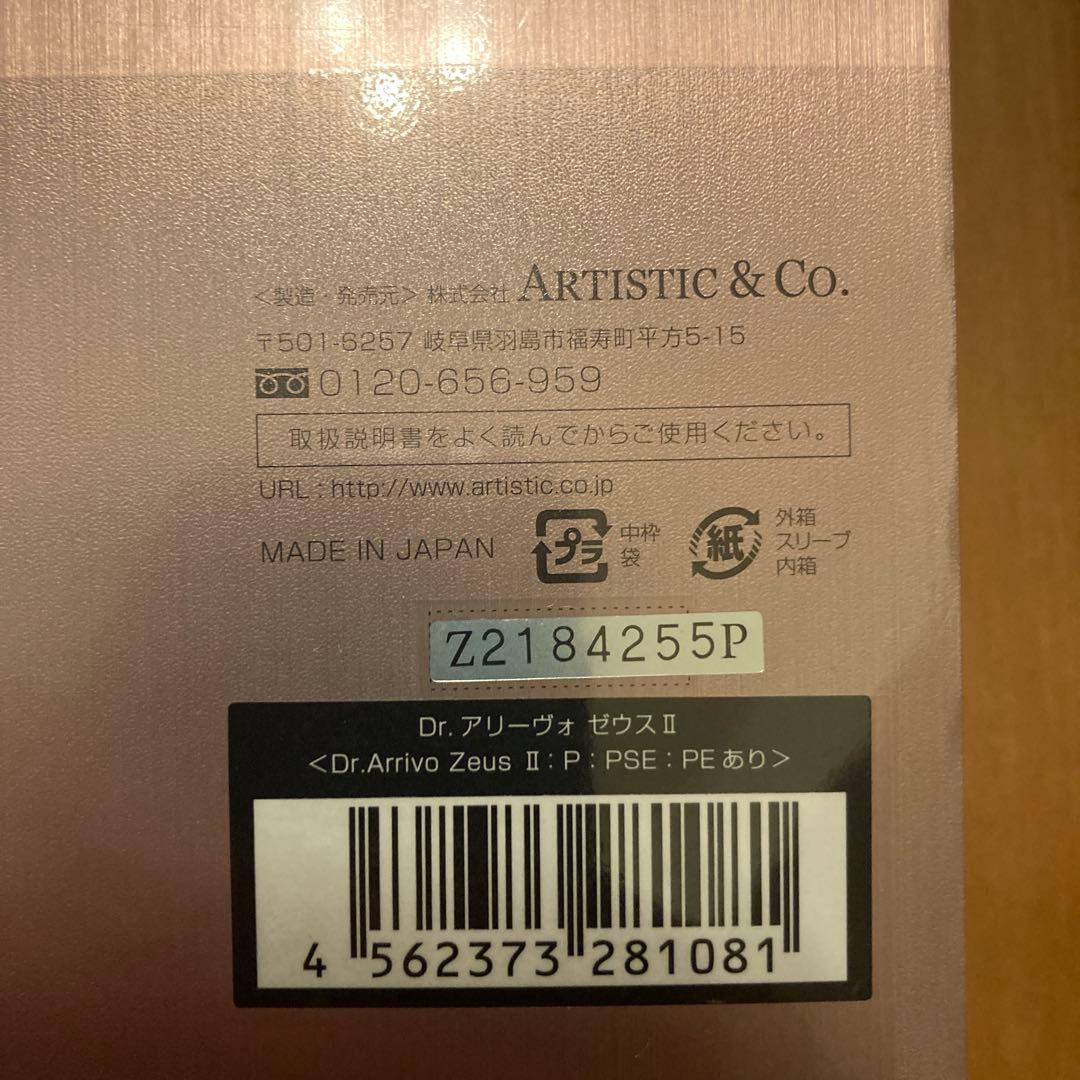 <製造・発売元> 株式会社 ARTISTIC & CO.
〒501-6257 岐阜県羽島市福寿町平方5-15
0120-656-959
取扱説明書をよく読んでからご使用ください。
URL : http://www.artistic.co.jp
MADE IN JAPAN
プラ
中枠
袋
紙
外箱
スリーブ
内箱
Z2184255P
Dr.アリーヴォ ゼウスⅡ
<Dr.Arrivo Zeus Ⅱ:P:PSE:PEあり>
4 562373 281081